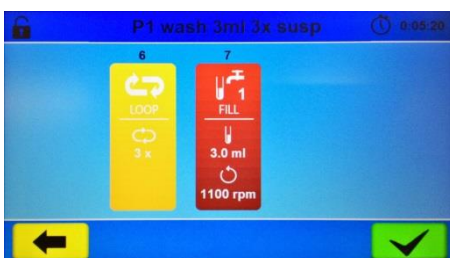 P1 wash 3ml 3x susp
0:05:20
6
7
LOOP
3 x
1
FILL
3.0 ml
1100 rpm